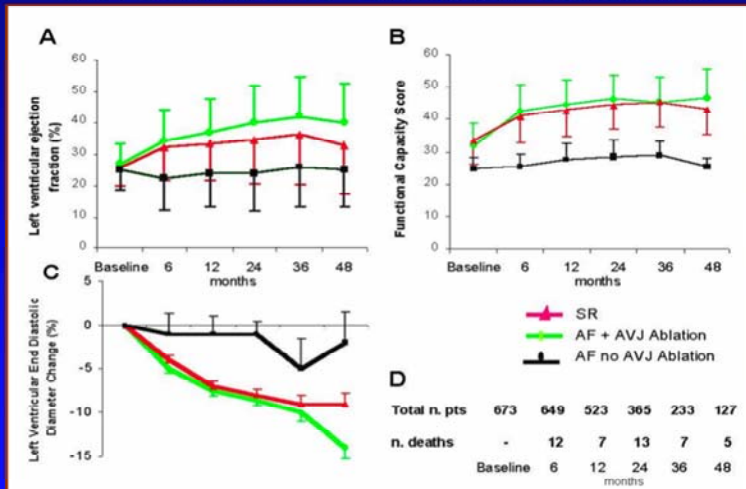 A
Left ventricular ejection
fraction (%)
60
50
40
30
20
10
0
Baseline 6 12 24 36 48
months
B
Functional Capacity Score
60
50
40
30
20
10
0
Baseline 6 12 24 36 48
months
C
Left Ventricular End Diastolic
Diameter Change (%)
5
0
-5
-10
-15
SR
AF + AVJ Ablation
AF no AVJ Ablation
D
Total n. pts 673 649 523 365 233 127
n. deaths - 12 7 13 7 5
Baseline 6 12 24 36 48
months